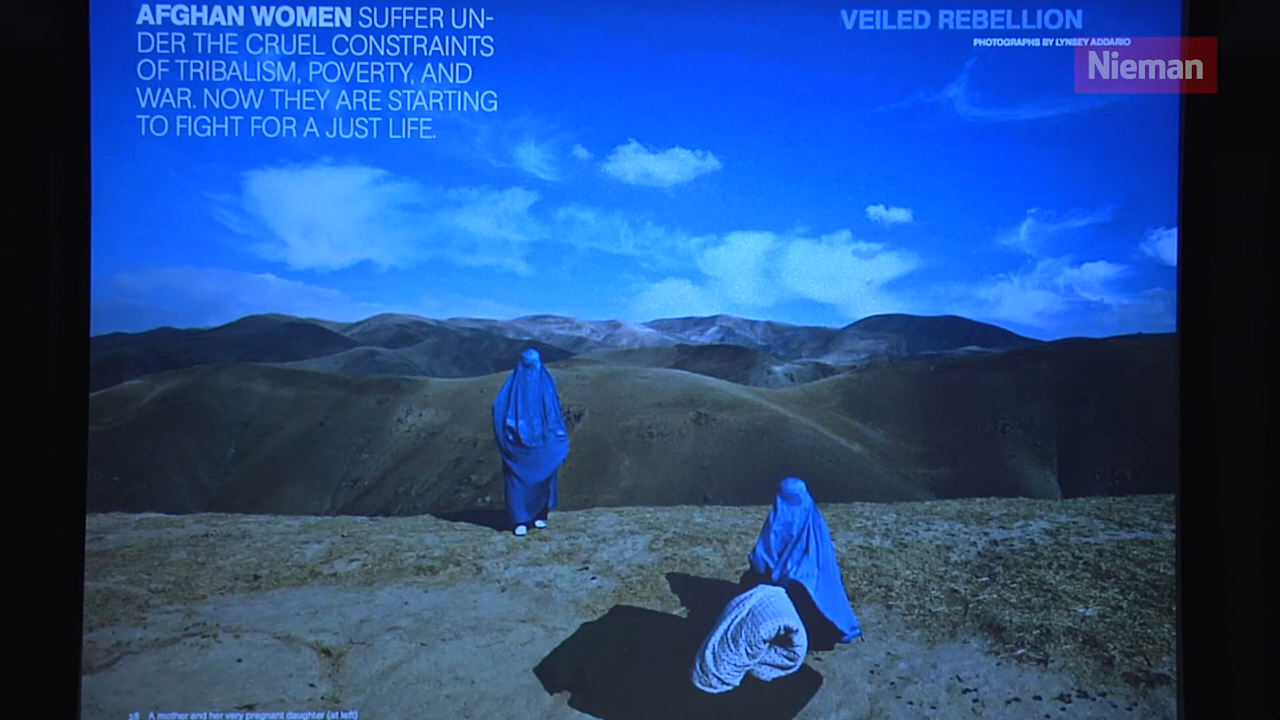 AFGHAN WOMEN SUFFER UN-
DER THE CRUEL CONSTRAINTS
OF TRIBALISM, POVERTY, AND
WAR. NOW THEY ARE STARTING
TO FIGHT FOR A JUST LIFE.
VEILED REBELLION
PHOTOGRAPHS BY LYNSEY ADDARIO
Nieman
38 A mother and her very pregnant daughter (at left)